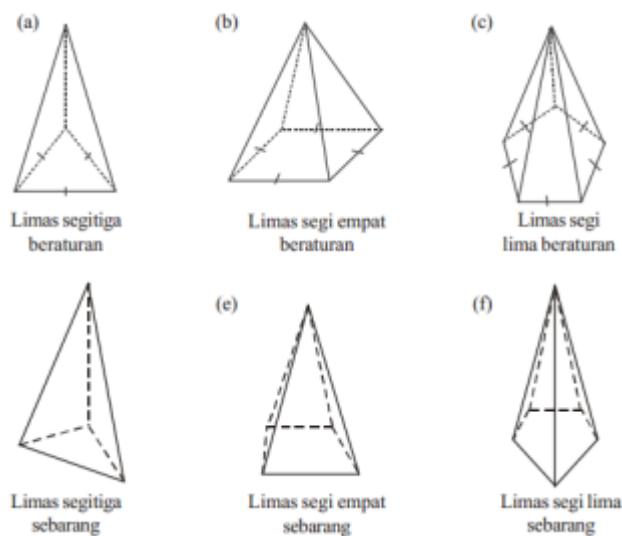 (a)
(b)
(c)
Limas segitiga
beraturan
Limas segi empat
beraturan
Limas segi
lima beraturan
(e)
(f)
Limas segitiga
sebarang
Limas segi empat
sebarang
Limas segi lima
sebarang